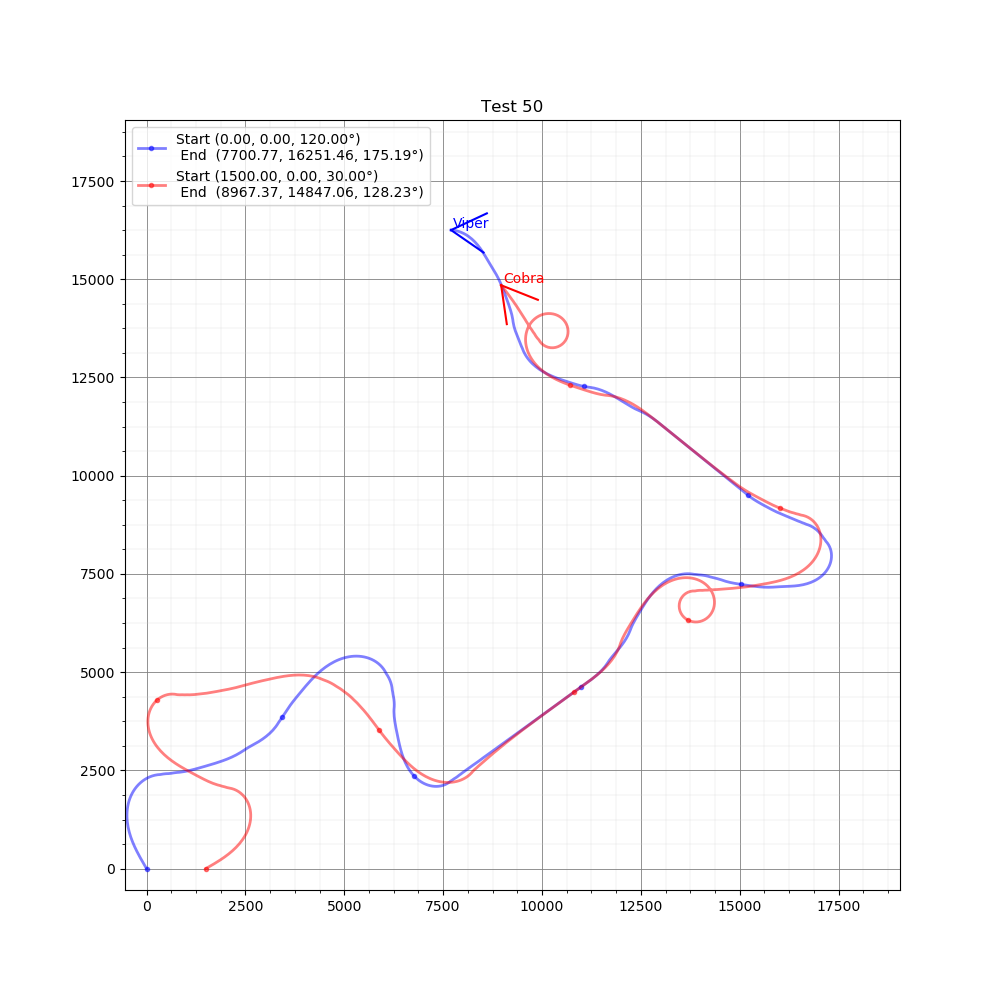 Test 50
Start (0.00, 0.00, 120.00°)
End (7700.77, 16251.46, 175.19°)
Start (1500.00, 0.00, 30.00°)
End (8967.37, 14847.06, 128.23°)
17500
15000
12500
10000
7500
5000
2500
0
Viper
Cobra
0 2500 5000 7500 10000 12500 15000 17500